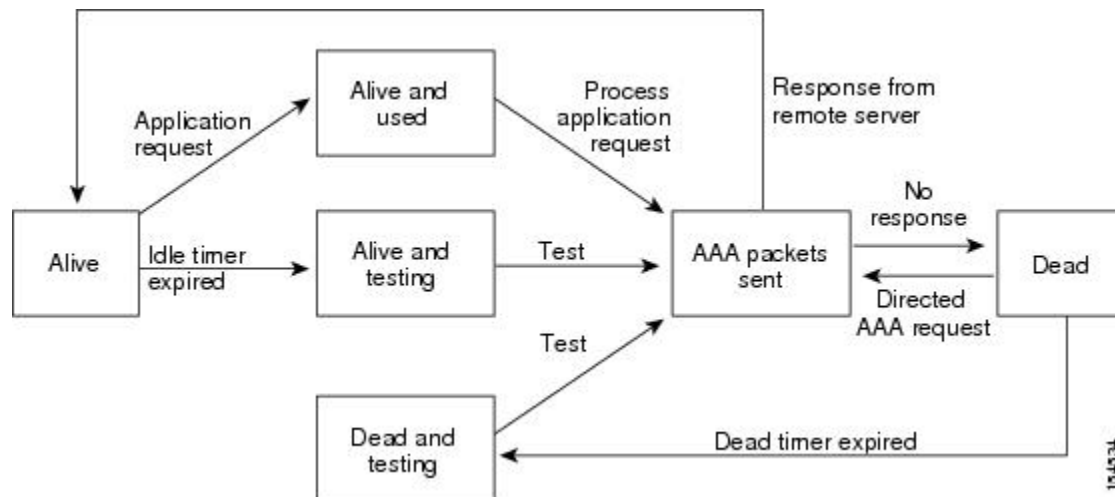 Alive and
used
Process
application
request
Response from
remote server
Application
request
No
response
Alive
Idle timer
expired
Alive and
testing
Test
AAA packets
sent
Dead
Directed
AAA request
Test
Dead and
testing
Dead timer expired